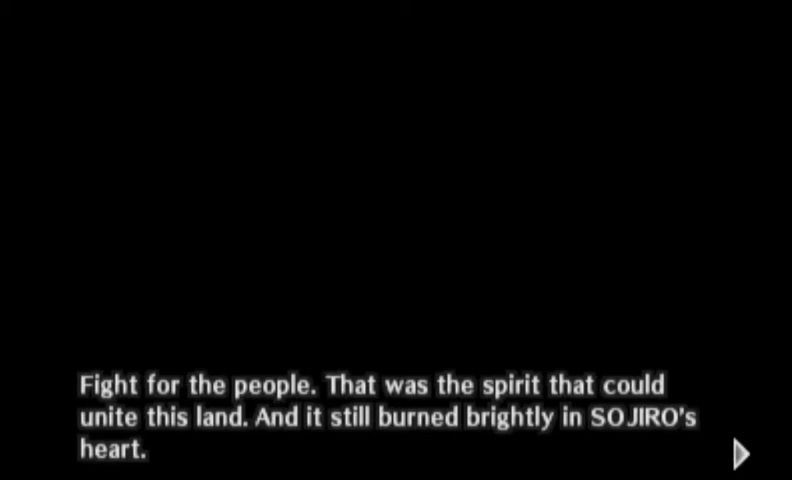 Fight for the people. That was the spirit that could
unite this land. And it still burned brightly in SOJIRO's
heart.